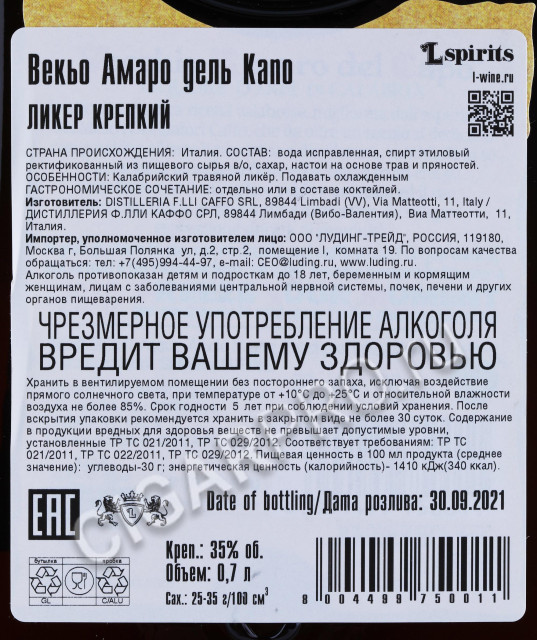 Lspirits
l-wine.ru
Векьо Амаро дель Капо
ЛИКЕР КРЕПКИЙ
СТРАНА ПРОИСХОЖДЕНИЯ: Италия. СОСТАВ: вода исправленная, спирт этиловый
ректификованный из пищевого сырья в/о, сахар, настои на основе трав и пряностей.
ОСОБЕННОСТИ: Калабрийский травяной ликёр. Подавать охлажденным
ГАСТРОНОМИЧЕСКОЕ СОЧЕТАНИЕ: отдельно или в составе коктейлей.
Изготовитель: DISTILLERIA F.LLI CAFFO SRL, 89844 Limbadi (VV), Via Matteotti, 11, Italy /
ДИСТИЛЛЕРИЯ Ф.ЛЛИ КАФФО СРЛ, 89844 Лимбади (Вибо-Валентия), Виа Маттеотти, 11,
Италия.
Импортер, уполномоченное изготовителем лицо: ООО "ЛУДИНГ-ТРЕЙД", РОССИЯ, 119180,
Москва г, Большая Полянка ул, д.2, стр.2, помещение I, комната 19. По вопросам качества
обращаться: тел: +7(495)994-44-97, e-mail: CEO@luding.ru, www.luding.ru.
Алкоголь противопоказан детям и подросткам до 18 лет, беременным и кормящим
женщинам, лицам с заболеваниями центральной нервной системы, почек, печени и других
органов пищеварения.
ЧРЕЗМЕРНОЕ УПОТРЕБЛЕНИЕ АЛКОГОЛЯ
ВРЕДИТ ВАШЕМУ ЗДОРОВЬЮ
Хранить в вентилируемом помещении без постороннего запаха, исключая воздействие
прямого солнечного света, при температуре от +10°С до +25°С и относительной влажности
воздуха не более 85%. Срок годности 5 лет при соблюдении условий хранения. После
вскрытия упаковки рекомендуется хранить в закрытом виде не более 30 суток. Содержание
в продукции вредных для здоровья веществ не превышает допустимые уровни,
установленные ТР ТС 021/2011, ТР ТС 029/2012. Соответствует требованиям: ТР ТС
021/2011, ТР ТС 022/2011, ТР ТС 029/2012. Пищевая ценность в 100 мл продукта (среднее
значение): углеводы-30 г; энергетическая ценность (калорийность)- 1410 кДж(340 ккал).
EAC
Date of bottling/Дата розлива: 30.09.2021
бутылка
пробка
GL
C/ALU
Креп.: 35% об.
Объем: 0,7 л
Сах.: 25-35 г/100 см³
8 004499 750011
CIGARPRO.RU